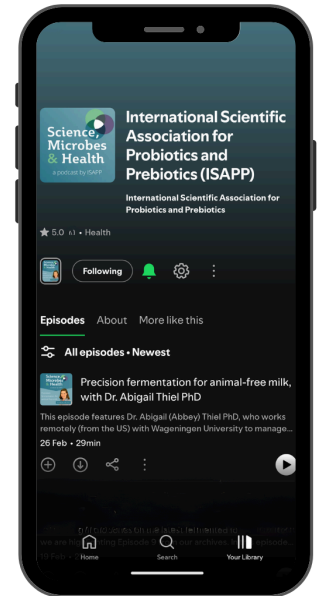 Science,
Microbes
& Health
a podcast by ISAPP
International Scientific
Association for
Probiotics and
Prebiotics (ISAPP)
International Scientific Association for
Probiotics and Prebiotics
5.0 • Health
Following
Episodes About More like this
All episodes • Newest
Precision fermentation for animal-free milk,
with Dr. Abigail Thiel PhD
This episode features Dr. Abigail (Abbey) Thiel PhD, who works
remotely (from the US) with Wageningen University to manage...
26 Feb • 29min
Home Search Your Library